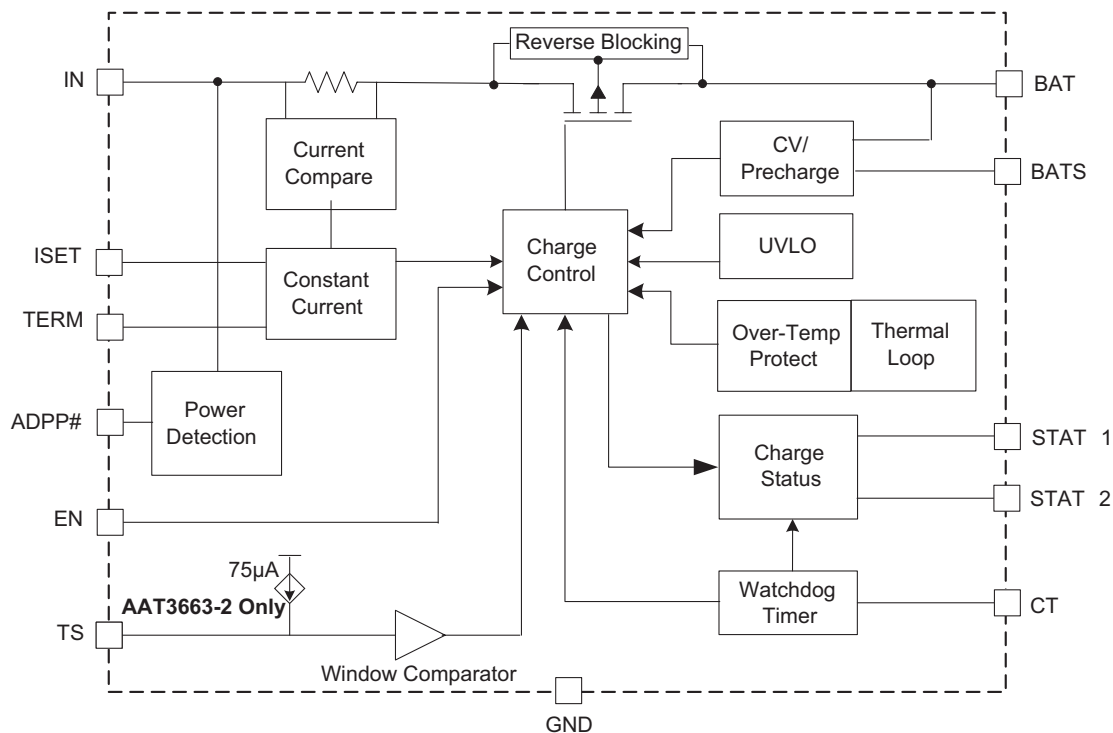 Reverse Blocking
IN
BAT
Current
Compare
CV/
Precharge
BATS
ISET
Constant
Current
Charge
Control
UVLO
TERM
Over-Temp
Protect
Thermal
Loop
ADPP#
Power
Detection
Charge
Status
STAT 1
STAT 2
EN
75µA
AAT3663-2 Only
TS
Window Comparator
Watchdog
Timer
CT
GND